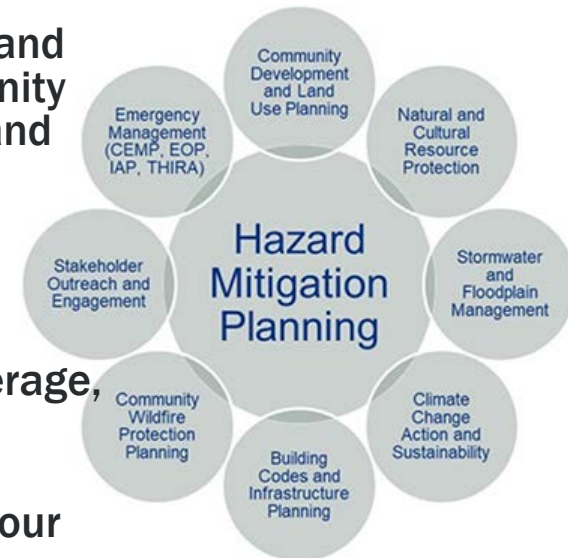 and
nity
and
erage,
our
Hazard
Mitigation
Planning
Community
Development
and Land
Use Planning
Natural and
Cultural
Resource
Protection
Stormwater
and
Floodplain
Management
Climate
Change
Action and
Sustainability
Building
Codes and
Infrastructure
Planning
Community
Wildfire
Protection
Planning
Stakeholder
Outreach and
Engagement
Emergency
Management
(CEMP, EOP,
IAP, THIRA)